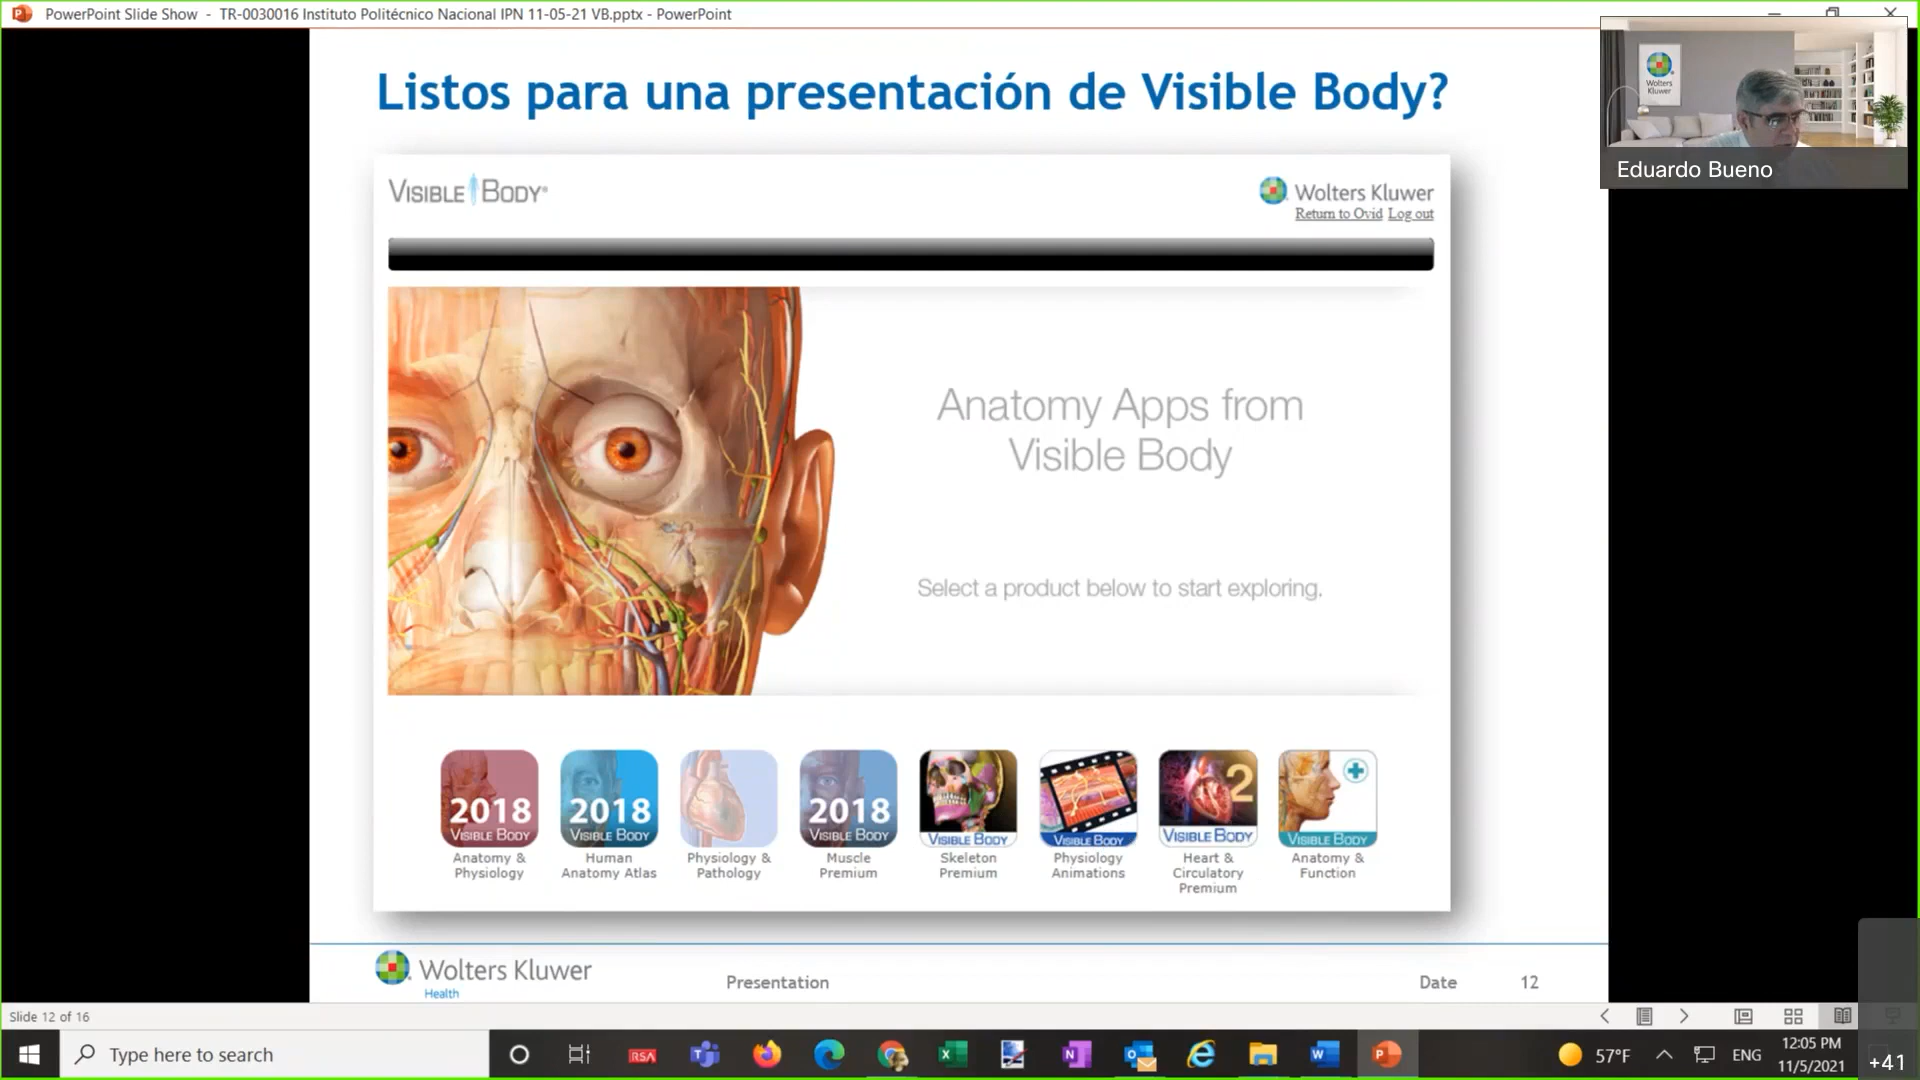 PowerPoint Slide Show - TR-0030016 Instituto Politécnico Nacional IPN 11-05-21 VB.pptx - PowerPoint
Listos para una presentación de Visible Body?
Wolters
Kluwer
Eduardo Bueno
VISIBLE BODY®
Wolters Kluwer
Return to Ovid Log out
Anatomy Apps from
Visible Body
Select a product below to start exploring.
2018
VISIBLE BODY
Anatomy &
Physiology
2018
VISIBLE BODY
Human
Anatomy Atlas
Physiology &
Pathology
2018
VISIBLE BODY
Muscle
Premium
VISIBLE BODY
Skeleton
Premium
VISIBLE BODY
Physiology
Animations
2
VISIBLE BODY
Heart &
Circulatory
Premium
VISIBLE BODY
Anatomy &
Function
Wolters Kluwer
Health
Presentation
Date
12
Slide 12 of 16
Type here to search
RSA
57°F
ENG
12:05 PM
11/5/2021
+41